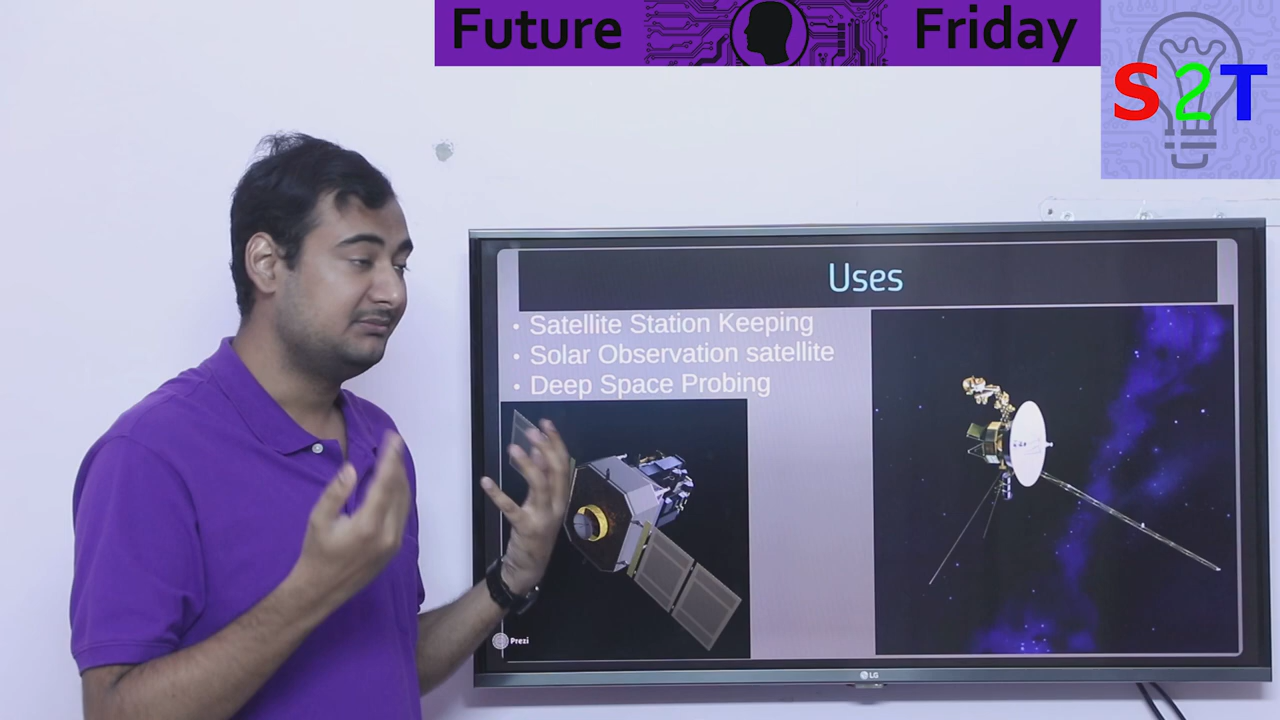 Future Friday
S2T
Uses
• Satellite Station Keeping
• Solar Observation satellite
• Deep Space Probing
Prezi
LG